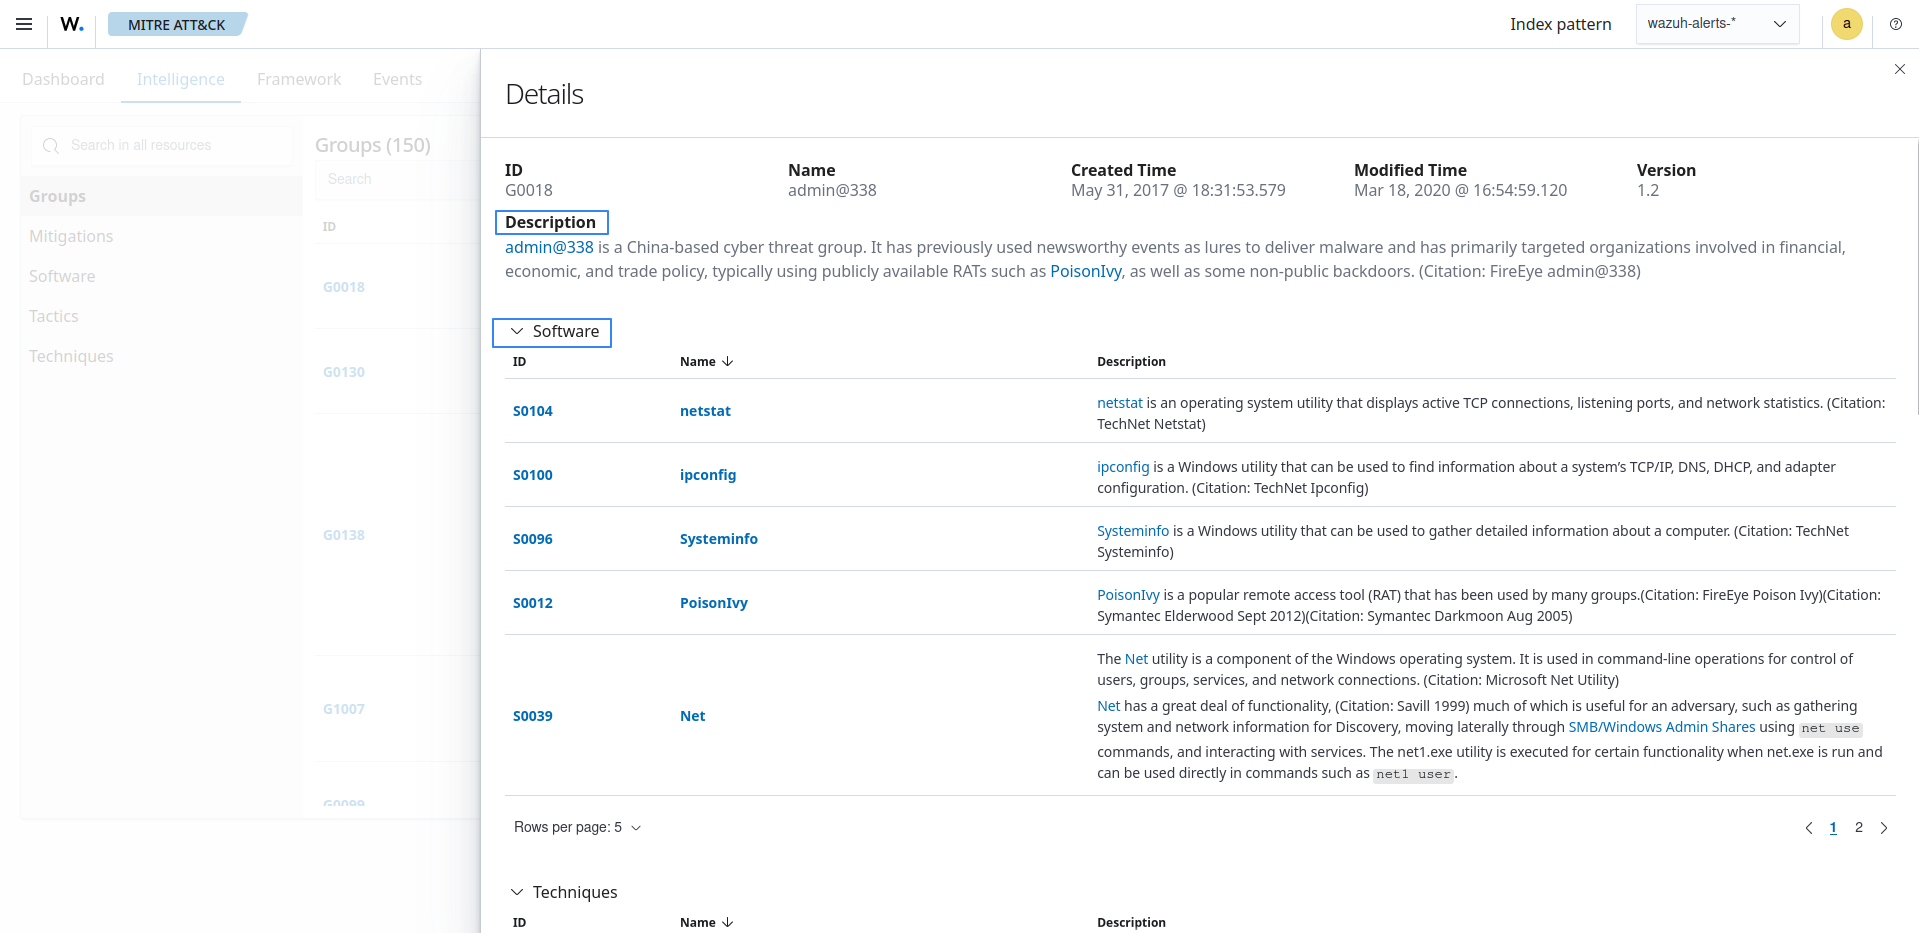 W.
MITRE ATT&CK
Index pattern
wazuh-alerts-*
a
Dashboard
Intelligence
Framework
Events
Search in all resources
Groups
Mitigations
Software
Tactics
Techniques
Groups (150)
Search
ID
G0018
G0130
G0138
G1007
G0099
Details
ID
Name
Created Time
Modified Time
Version
G0018
admin@338
May 31, 2017 @ 18:31:53.579
Mar 18, 2020 @ 16:54:59.120
1.2
Description
admin@338 is a China-based cyber threat group. It has previously used newsworthy events as lures to deliver malware and has primarily targeted organizations involved in financial,
economic, and trade policy, typically using publicly available RATs such as PoisonIvy, as well as some non-public backdoors. (Citation: FireEye admin@338)
Software
ID
Name
Description
S0104
netstat
netstat is an operating system utility that displays active TCP connections, listening ports, and network statistics. (Citation:
TechNet Netstat)
S0100
ipconfig
ipconfig is a Windows utility that can be used to find information about a system’s TCP/IP, DNS, DHCP, and adapter
configuration. (Citation: TechNet Ipconfig)
S0096
Systeminfo
Systeminfo is a Windows utility that can be used to gather detailed information about a computer. (Citation: TechNet
Systeminfo)
S0012
PoisonIvy
PoisonIvy is a popular remote access tool (RAT) that has been used by many groups.(Citation: FireEye Poison Ivy)(Citation:
Symantec Elderwood Sept 2012)(Citation: Symantec Darkmoon Aug 2005)
S0039
Net
The Net utility is a component of the Windows operating system. It is used in command-line operations for control of
users, groups, services, and network connections. (Citation: Microsoft Net Utility)
Net has a great deal of functionality, (Citation: Savill 1999) much of which is useful for an adversary, such as gathering
system and network information for Discovery, moving laterally through SMB/Windows Admin Shares using net use
commands, and interacting with services. The net1.exe utility is executed for certain functionality when net.exe is run and
can be used directly in commands such as net1 user.
Rows per page: 5
1
2
Techniques
ID
Name
Description